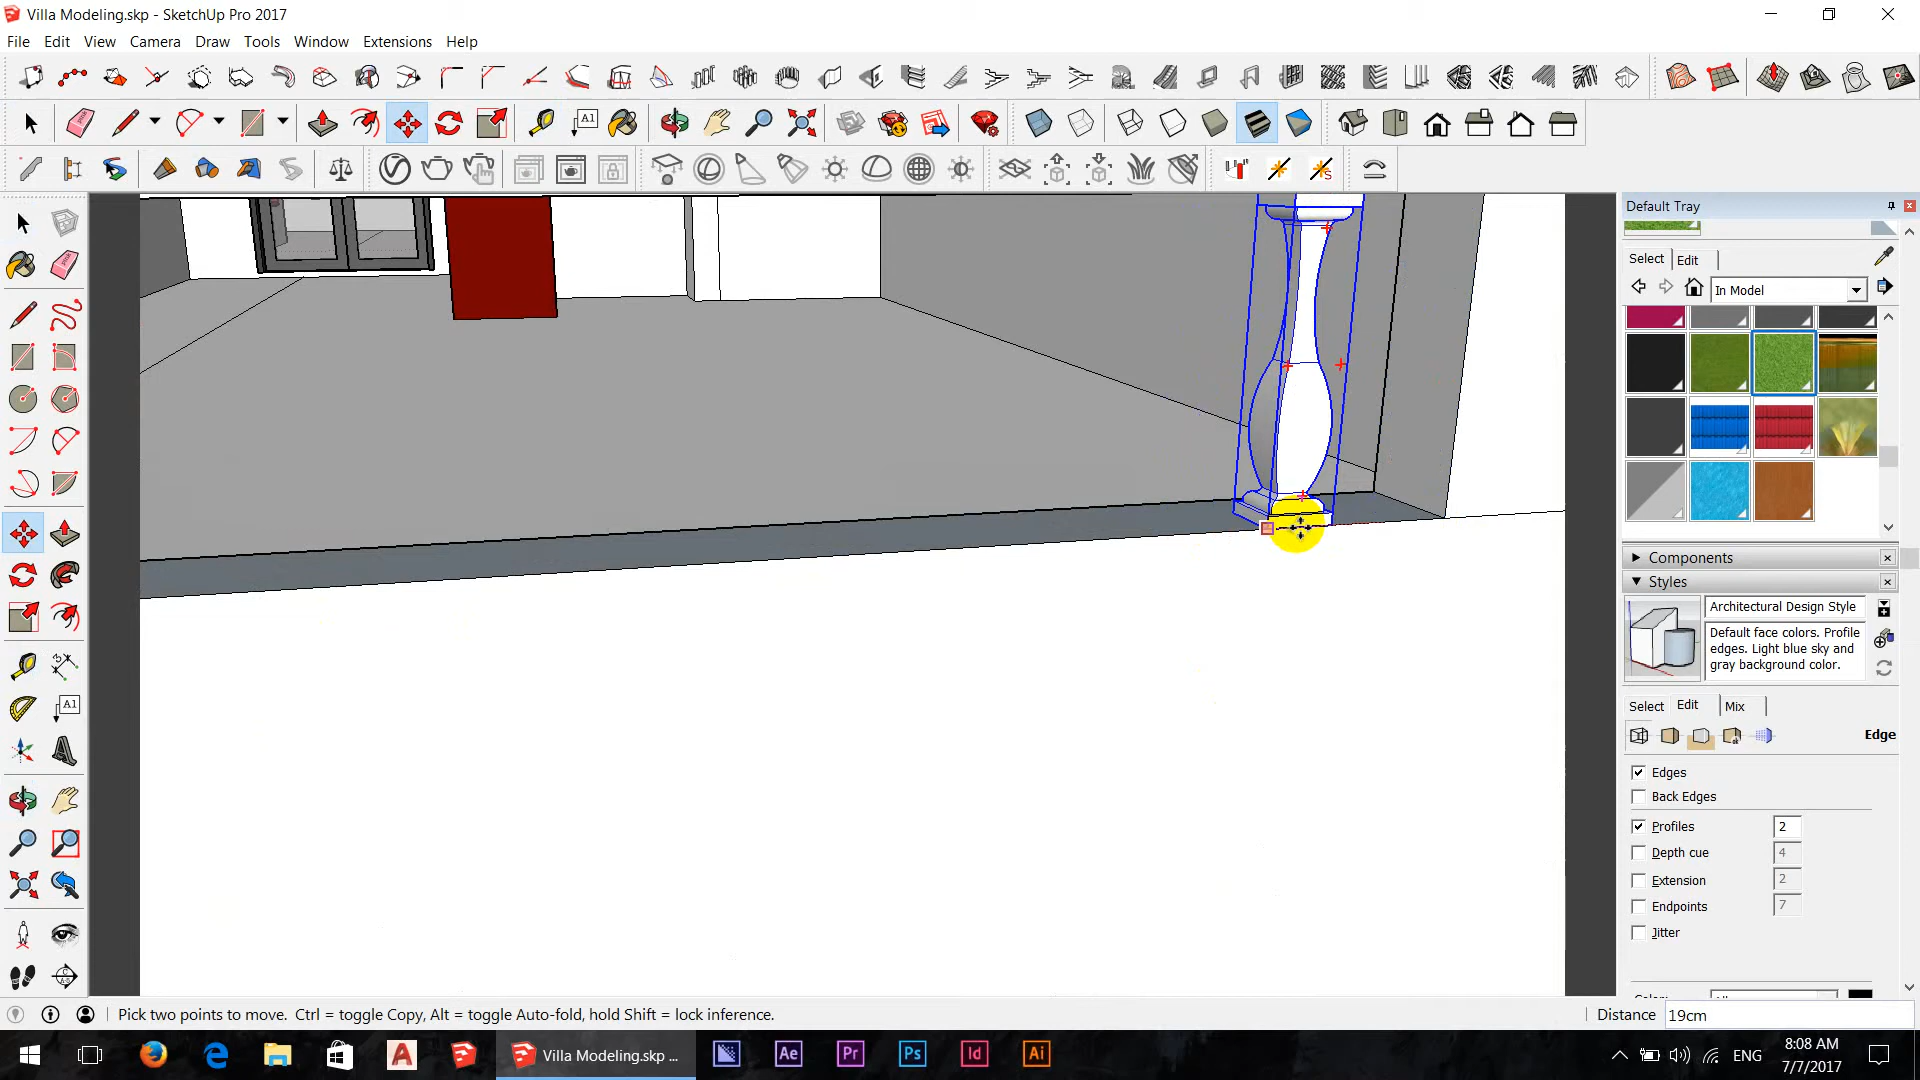 Villa Modeling.skp - SketchUp Pro 2017
File Edit View Camera Draw Tools Window Extensions Help
A1
Default Tray
Select Edit
In Model
A1
Components
Styles
Architectural Design Style
Default face colors. Profile
edges. Light blue sky and
gray background color.
Select Edit Mix
Edge
Edges
Back Edges
Profiles 2
Depth cue 4
Extension 2
Endpoints 7
Jitter
Pick two points to move. Ctrl = toggle Copy, Alt = toggle Auto-fold, hold Shift = lock inference.
Distance 19cm
Villa Modeling.skp ...
Ae
Pr
Ps
Id
Ai
ENG
8:08 AM
7/7/2017